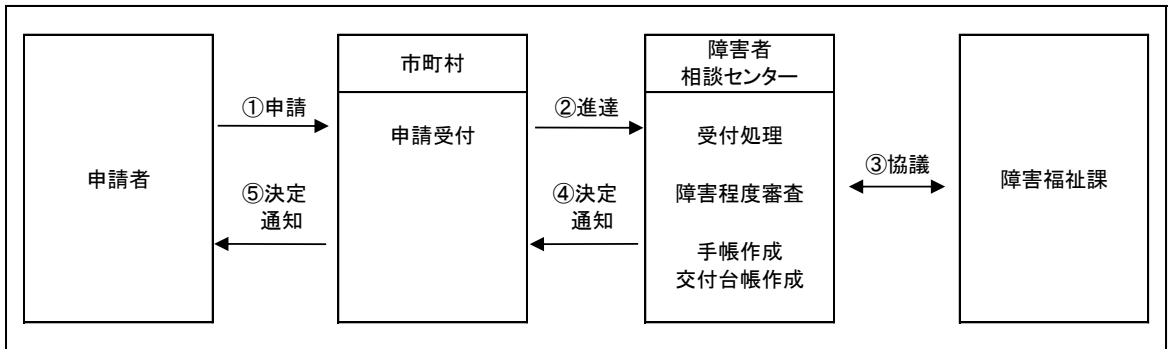 申請者
①申請
⑤決定
通知
市町村
申請受付
②進達
④決定
通知
障害者
相談センター
受付処理
障害程度審査
手帳作成
交付台帳作成
③協議
障害福祉課